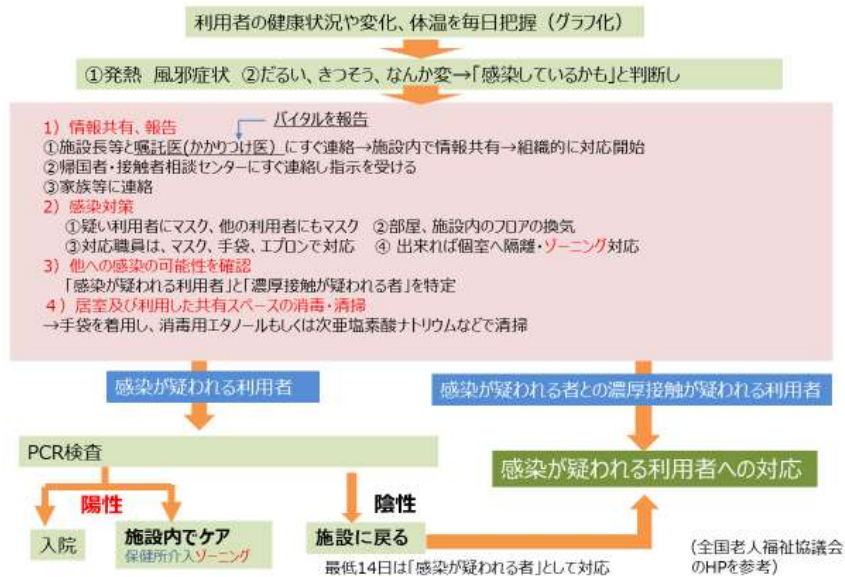 利用者の健康状況や変化、体温を毎日把握（グラフ化）
①発熱 風邪症状 ②だるい、きつそう、なんか変→「感染しているかも」と判断し
1）情報共有、報告
バイタルを報告
①施設長等と嘱託医(かかりつけ医）にすぐ連絡→施設内で情報共有→組織的に対応開始
②帰国者・接触者相談センターにすぐ連絡し指示を受ける
③家族等に連絡
2）感染対策
①疑い利用者にマスク、他の利用者にもマスク ②部屋、施設内のフロアの換気
③対応職員は、マスク、手袋、エプロンで対応 ④ 出来れば個室へ隔離・ゾーニング対応
3）他への感染の可能性を確認
「感染が疑われる利用者」と「濃厚接触が疑われる者」を特定
４）居室及び利用した共有スペースの消毒・清掃
→手袋を着用し、消毒用エタノールもしくは次亜塩素酸ナトリウムなどで清掃
感染が疑われる利用者
感染が疑われる者との濃厚接触が疑われる利用者
PCR検査
感染が疑われる利用者への対応
陽性
陰性
入院
施設内でケア
保健所介入ゾーニング
施設に戻る
最低14日は「感染が疑われる者」として対応
（全国老人福祉協議会
のHPを参考）